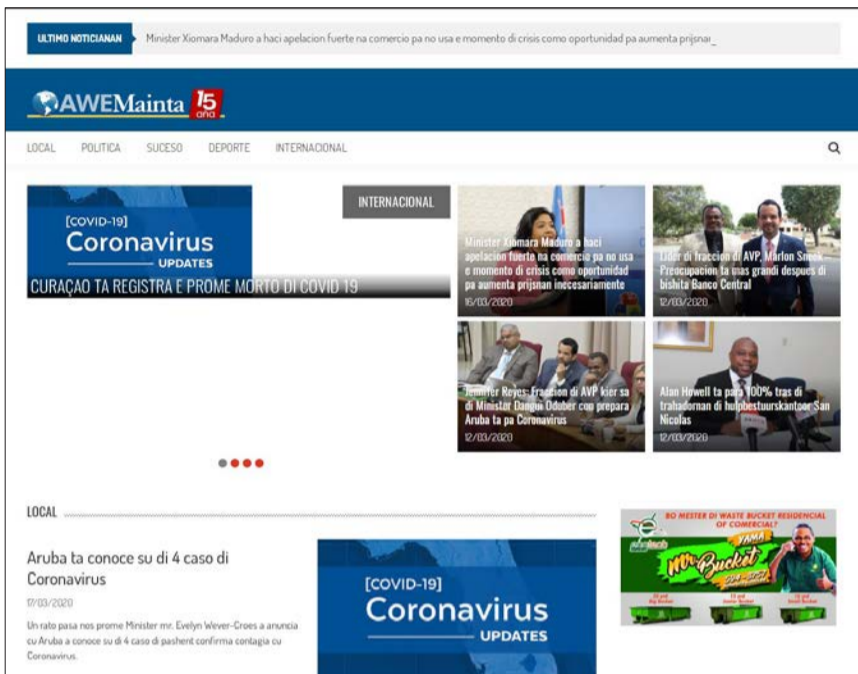 ULTIMO NOTICIANAN
Minister Xiomara Maduro a haci apelacion fuerte na comercio pa no usa e momento di crisis como oportunidad pa aumenta prijsnan_
AWEMainta 15
aña
LOCAL POLITICA SUCESO DEPORTE INTERNACIONAL
[COVID-19]
Coronavirus
UPDATES
INTERNACIONAL
CURAÇAO TA REGISTRA E PROME MORTO DI COVID 19
Minister Xiomara Maduro a haci
apelacion fuerte na comercio pa no usa
e momento di crisis como oportunidad
pa aumenta prijsnan inecesariamente
16/03/2020
Lider di fraccion di AVP, Marlon Sneek
Preocupacion ta mas grandi despues di
bishita Banco Central
12/03/2020
Jennifer Reyes: Fraccion di AVP kier sa
di Minister Dangui Oduber con prepara
Aruba ta pa Coronavirus
12/03/2020
Alan Howell ta para 100% tras di
trahadornan di hulpbestuurskantoor San
Nicolas
12/03/2020
LOCAL
Aruba ta conoce su di 4 caso di
Coronavirus
17/03/2020
Un rato pasa nos prome Minister mr. Evelyn Wever-Croes a anuncia
cu Aruba a conoce su di 4 caso di pashent confirma contagia cu
Coronavirus.
[COVID-19]
Coronavirus
UPDATES
BO MESTER DI WASTE BUCKET RESIDENCIAL
OF COMERCIAL?
YAMA
Mr Bucket